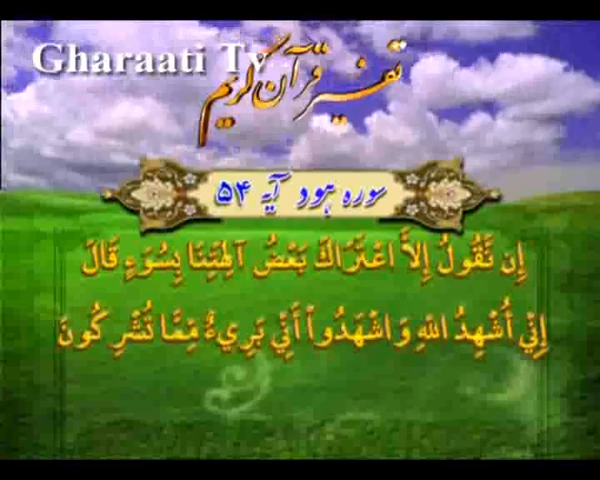 Gharaati Tv
تفسیر قرآن کریم
سوره هود آیهٔ ۵۴
إِن نَّقُولُ إِلاَّ اعْتَرَاكَ بَعْضُ آلِهَتِنَا بِسُوَءٍ قَالَ
إِنِّي أُشْهِدُ اللّهِ وَاشْهَدُواْ أَنِّي بَرِيءٌ مِّمَّا تُشْرِكُونَ